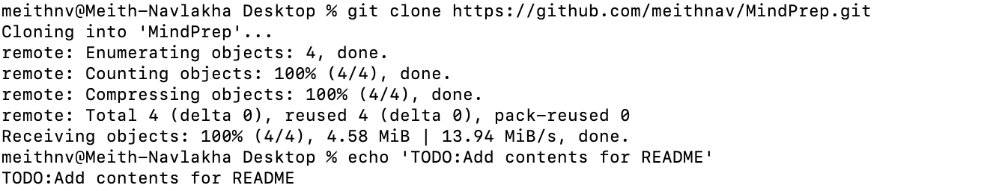 meithnv@Meith-Navlakha Desktop % git clone https://github.com/meithnav/MindPrep.git
Cloning into 'MindPrep'...
remote: Enumerating objects: 4, done.
remote: Counting objects: 100% (4/4), done.
remote: Compressing objects: 100% (4/4), done.
remote: Total 4 (delta 0), reused 4 (delta 0), pack-reused 0
Receiving objects: 100% (4/4), 4.58 MiB | 13.94 MiB/s, done.
meithnv@Meith-Navlakha Desktop % echo 'TODO:Add contents for README'
TODO:Add contents for README